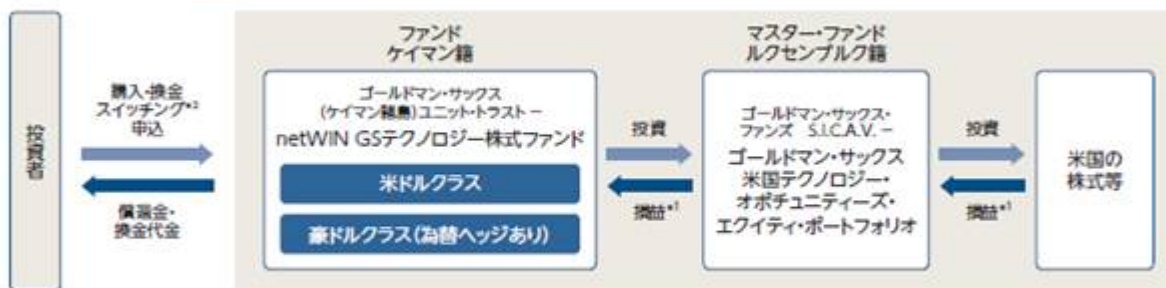 投資者
購入・換金
スイッチング*2
申込
償還金・
換金代金
ファンド
ケイマン籍
ゴールドマン・サックス
(ケイマン諸島)ユニット・トラスト－
netWIN GSテクノロジー株式ファンド
米ドルクラス
豪ドルクラス(為替ヘッジあり)
投資
損益*1
マスター・ファンド
ルクセンブルク籍
ゴールドマン・サックス・
ファンズ S.I.C.A.V.－
ゴールドマン・サックス
米国テクノロジー・
オポチュニティーズ・
エクイティ・ポートフォリオ
投資
損益*1
米国の
株式等